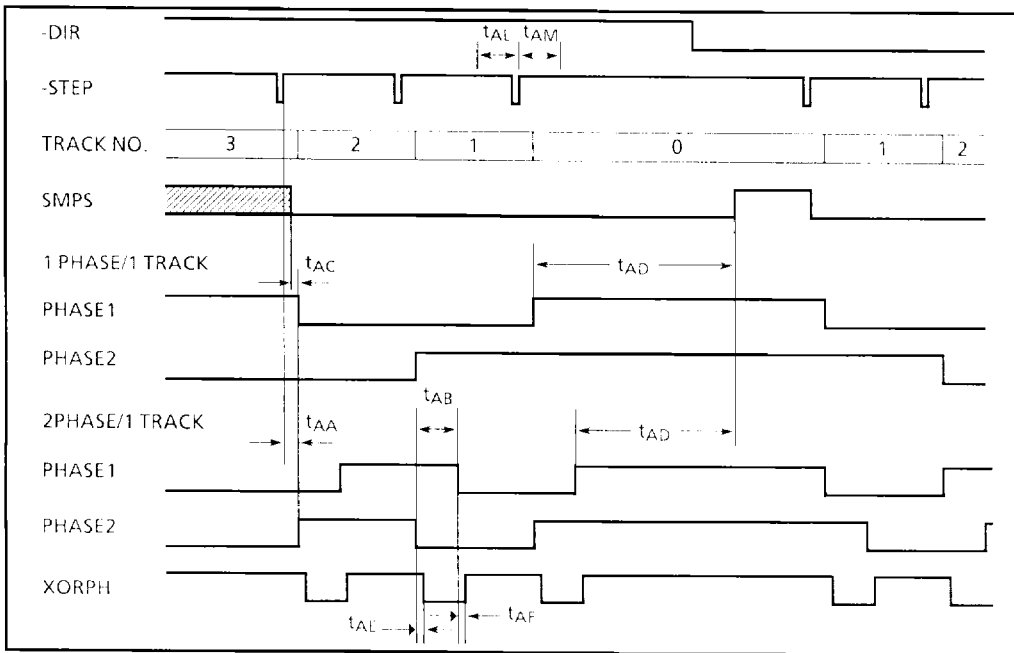 -DIR
tAL tAM
-STEP
TRACK NO. 3 2 1 0 1 2
SMPS
1 PHASE/1 TRACK tAC tAD
PHASE1
PHASE2
tAB
2PHASE/1 TRACK tAA tAD
PHASE1
PHASE2
XORPH
tAE tAF